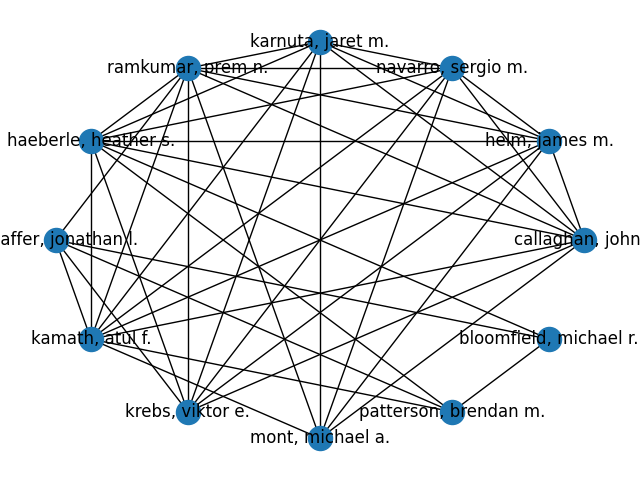 karnuta, jaret m.
ramkumar, prem n.
navarro, sergio m.
haeberle, heather s.
helm, james m.
affer, jonathan l.
callaghan, john
kamath, atul f.
bloomfield, michael r.
krebs, viktor e.
patterson, brendan m.
mont, michael a.